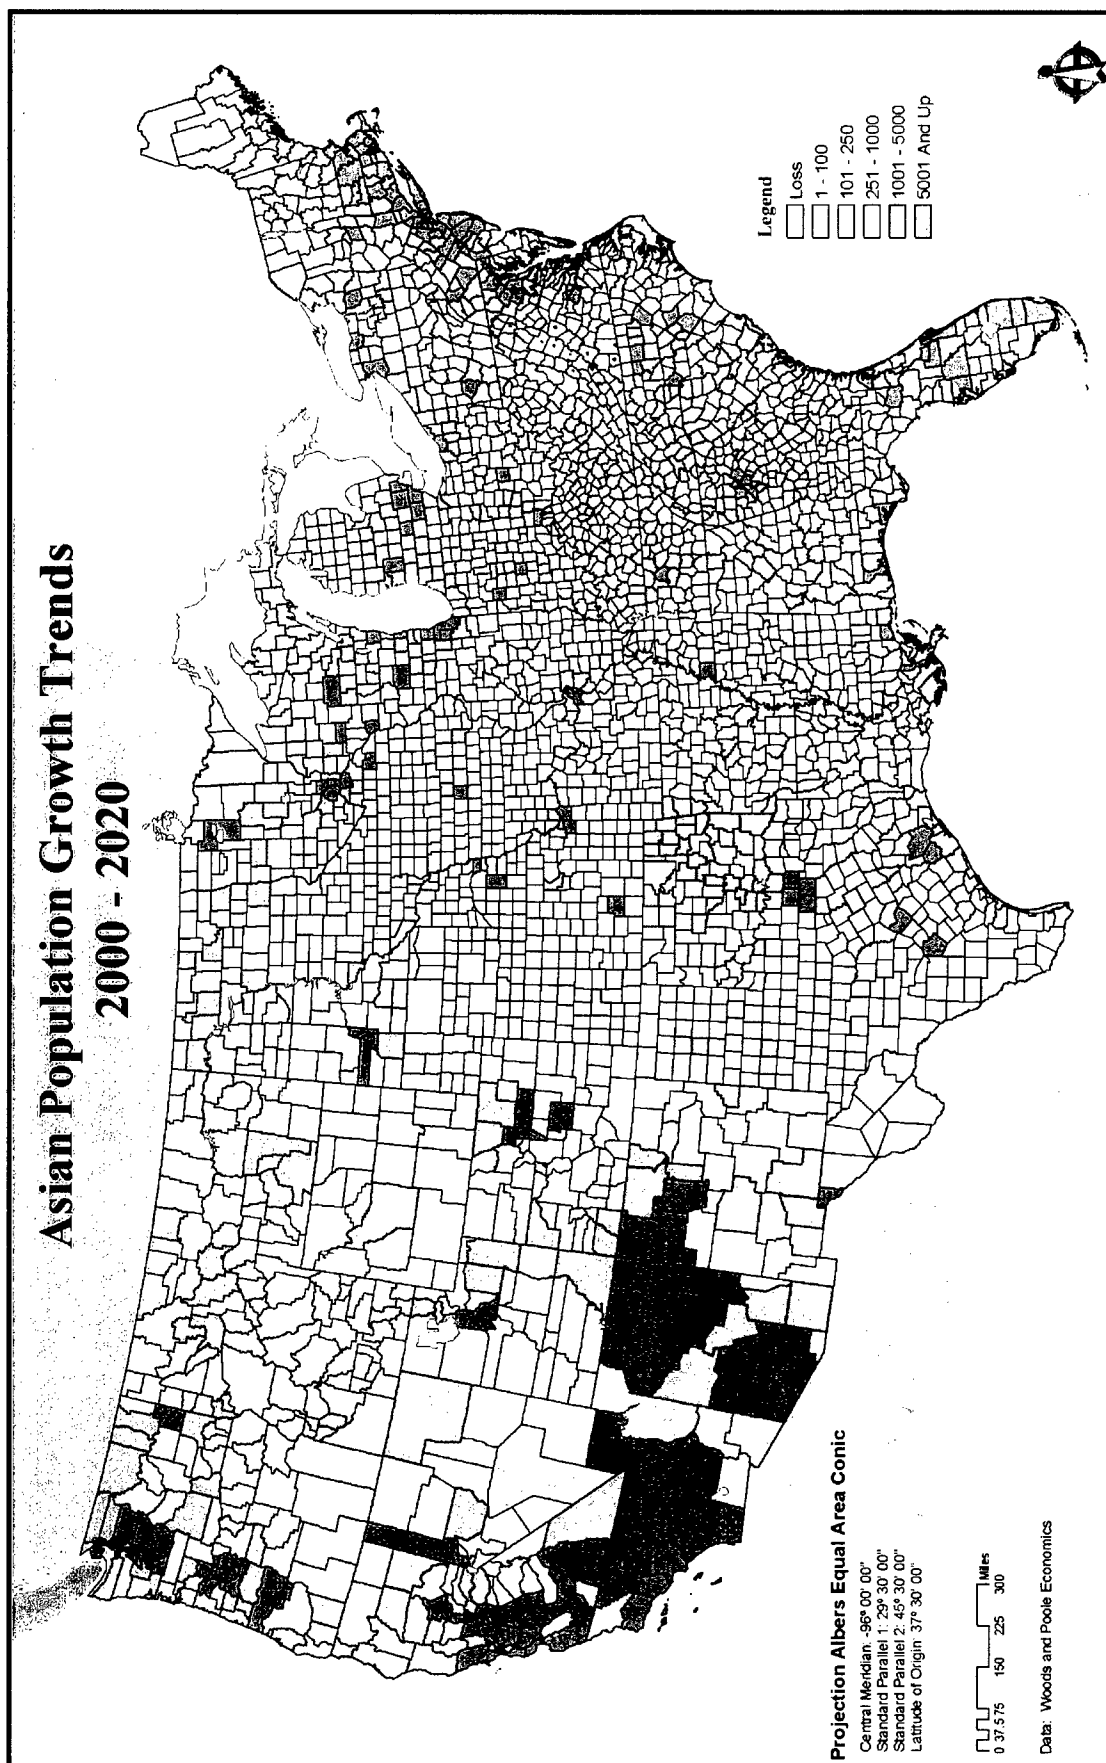 Asian Population Growth Trends
2000 - 2020
Legend
Loss
1 - 100
101 - 250
251 - 1000
1001 - 5000
5001 And Up
Projection Albers Equal Area Conic
Central Meridian: -96° 00' 00"
Standard Parallel 1: 29° 30' 00"
Standard Parallel 2: 45° 30' 00"
Latitude of Origin: 37° 30' 00"
Miles
0 37.5 75 150 225 300
Data: Woods and Poole Economics